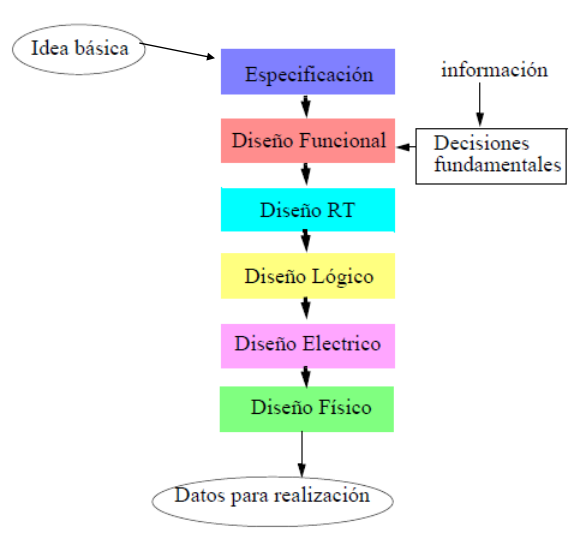 Idea básica
Especificación
información
Diseño Funcional
Decisiones
fundamentales
Diseño RT
Diseño Lógico
Diseño Electrico
Diseño Físico
Datos para realización